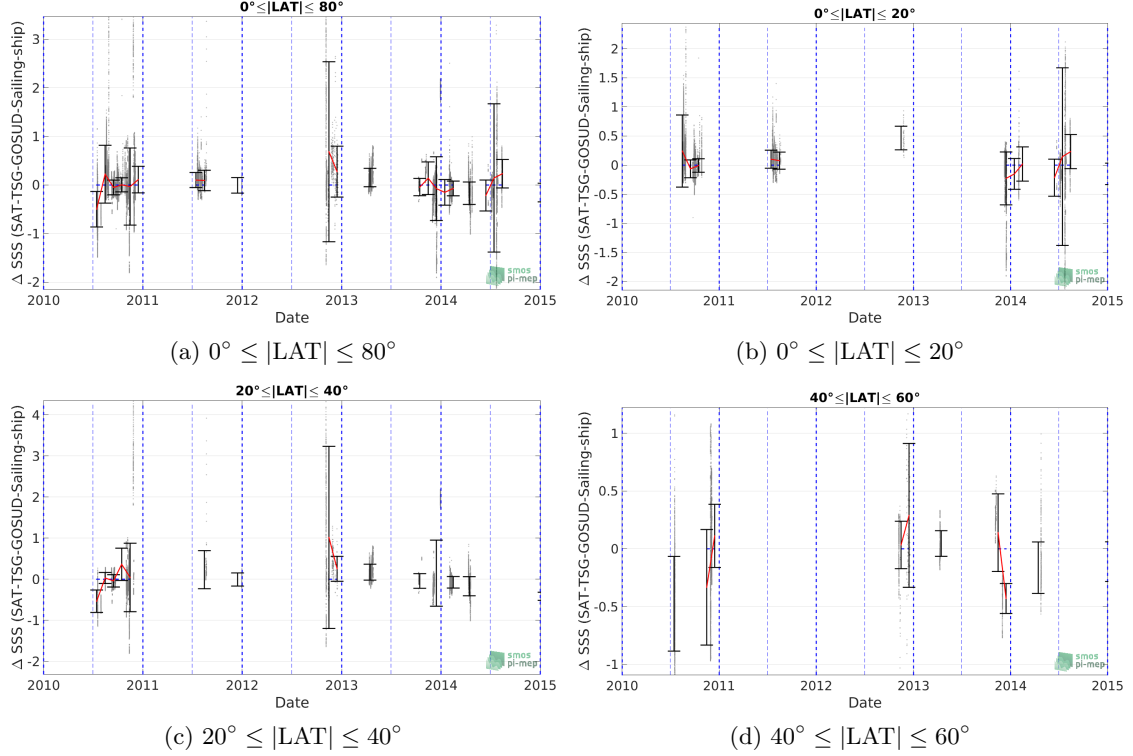 0°≤|LAT|≤ 80°
Δ SSS (SAT-TSG-GOSUD-Sailing-ship)
3
2
1
0
-1
-2
2010 2011 2012 2013 2014 2015
Date
smos
pi-mep
(a) 0° ≤ |LAT| ≤ 80°
0°≤|LAT|≤ 20°
Δ SSS (SAT-TSG-GOSUD-Sailing-ship)
2
1.5
1
0.5
0
-0.5
-1
-1.5
-2
2010 2011 2012 2013 2014 2015
Date
smos
pi-mep
(b) 0° ≤ |LAT| ≤ 20°
20°≤|LAT|≤ 40°
Δ SSS (SAT-TSG-GOSUD-Sailing-ship)
4
3
2
1
0
-1
-2
2010 2011 2012 2013 2014 2015
Date
smos
pi-mep
(c) 20° ≤ |LAT| ≤ 40°
40°≤|LAT|≤ 60°
Δ SSS (SAT-TSG-GOSUD-Sailing-ship)
1
0.5
0
-0.5
-1
2010 2011 2012 2013 2014 2015
Date
smos
pi-mep
(d) 40° ≤ |LAT| ≤ 60°